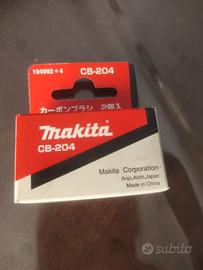 194992=4
CB-204
カーボンブラシ 2個入
makita
CB-204
Makita Corporation
Anjo,Aichi,Japan
Made in China
subito